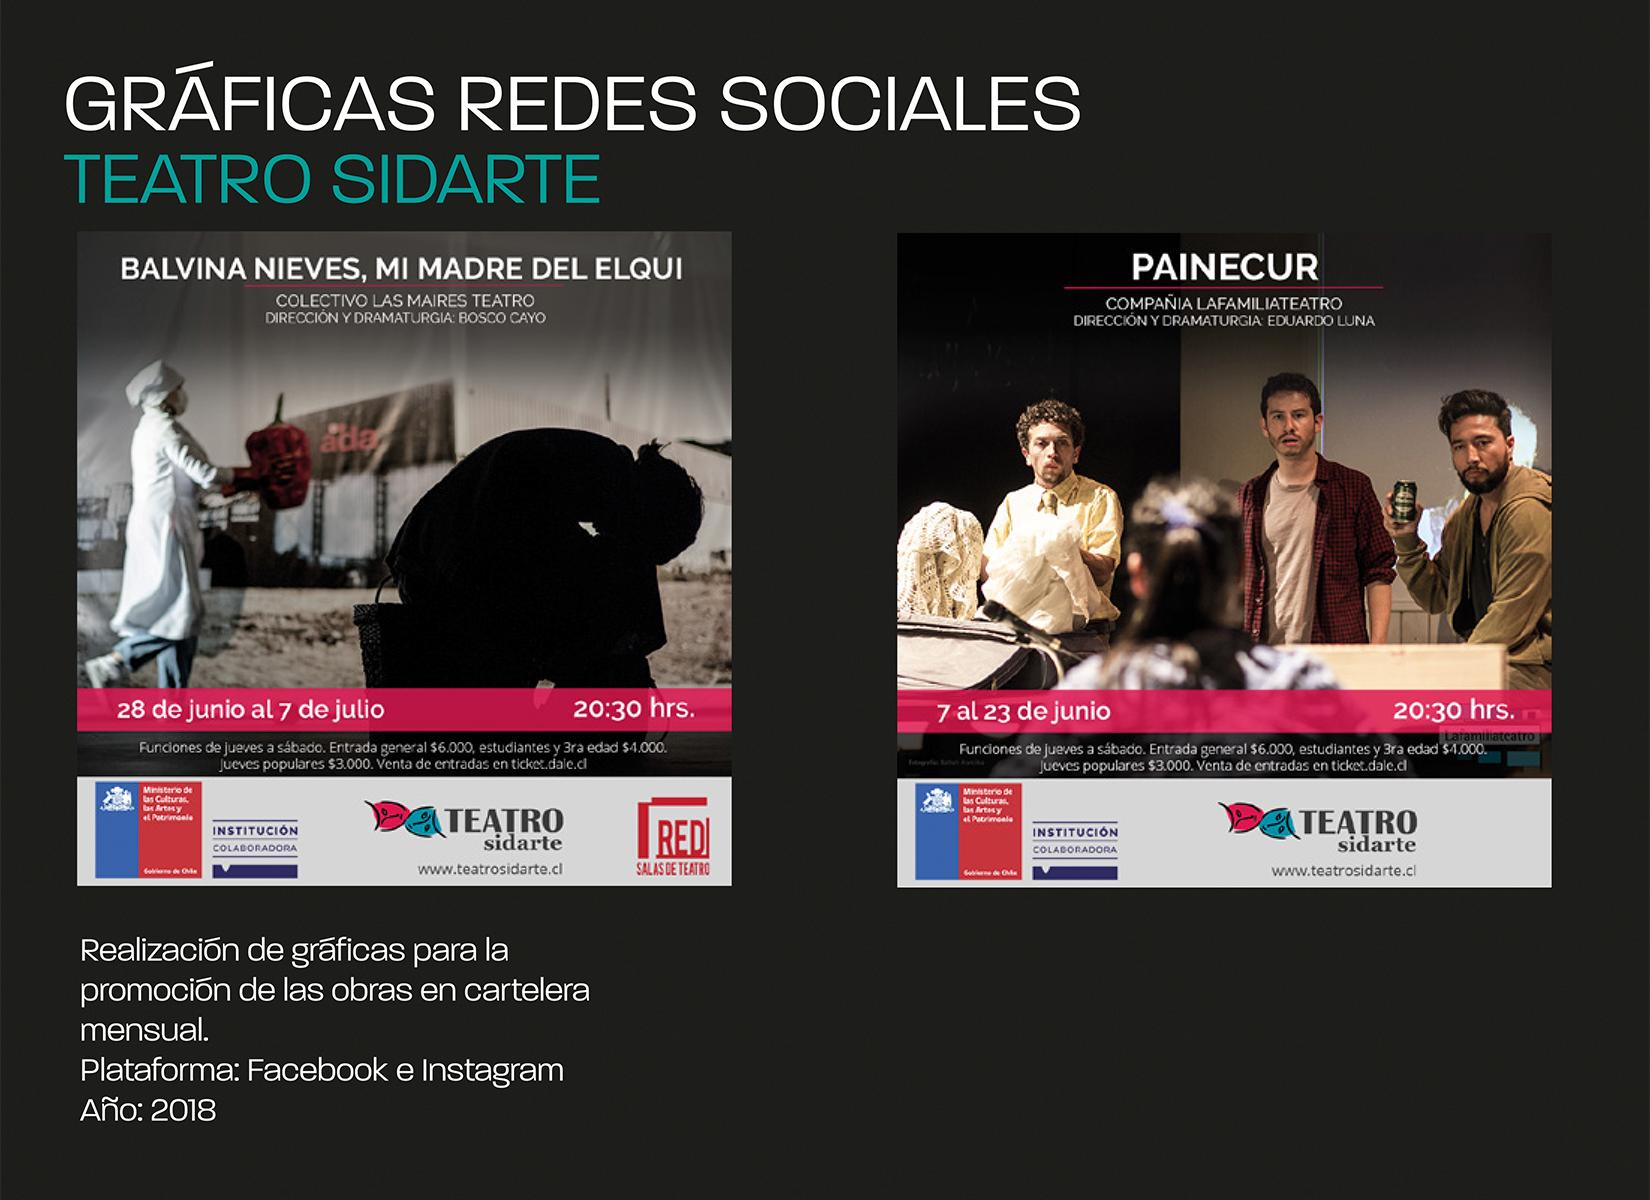 GRÁFICAS REDES SOCIALES
TEATRO SIDARTE
BALVINA NIEVES, MI MADRE DEL ELQUI
COLECTIVO LAS MAIRES TEATRO
DIRECCIÓN Y DRAMATURGIA: BOSCO CAYO
ada
28 de junio al 7 de julio
20:30 hrs.
Funciones de jueves a sábado. Entrada general $6.000, estudiantes y 3ra edad $4.000.
Jueves populares $3.000. Venta de entradas en ticket.dale.cl
Ministerio de
las Culturas,
las Artes y
el Patrimonio
Gobierno de Chile
INSTITUCIÓN
COLABORADORA
TEATRO
sidarte
www.teatrosidarte.cl
RED
SALAS DE TEATRO
PAINECUR
COMPAÑIA LAFAMILIATEATRO
DIRECCIÓN Y DRAMATURGIA: EDUARDO LUNA
7 al 23 de junio
20:30 hrs.
Lafamiliateatro
Funciones de jueves a sábado. Entrada general $6.000, estudiantes y 3ra edad $4.000.
Jueves populares $3.000. Venta de entradas en ticket.dale.cl
Ministerio de
las Culturas,
las Artes y
el Patrimonio
Gobierno de Chile
INSTITUCIÓN
COLABORADORA
TEATRO
sidarte
www.teatrosidarte.cl
Realización de gráficas para la
promoción de las obras en cartelera
mensual.
Plataforma: Facebook e Instagram
Año: 2018